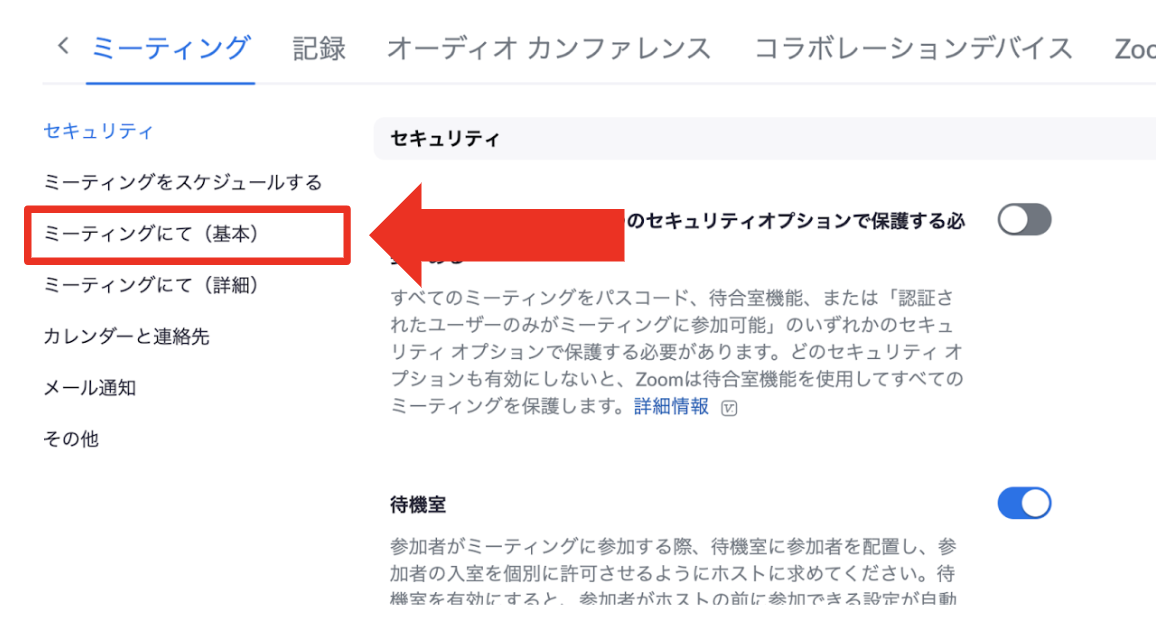 ミーティング 記録 オーディオ カンファレンス コラボレーションデバイス
セキュリティ
ミーティングをスケジュールする
ミーティングにて（基本）
ミーティングにて（詳細）
カレンダーと連絡先
メール通知
その他
セキュリティ
のセキュリティオプションで保護する必
すべてのミーティングをパスコード、待合室機能、または「認証さ
れたユーザーのみがミーティングに参加可能」のいずれかのセキュ
リティ オプションで保護する必要があります。どのセキュリティ オ
プションも有効にしないと、Zoomは待合室機能を使用してすべての
ミーティングを保護します。詳細情報
待機室
参加者がミーティングに参加する際、待機室に参加者を配置し、参
加者の入室を個別に許可させるようにホストに求めてください。待
機室を有効にすると、参加者がホストの前に参加できる設定が自動